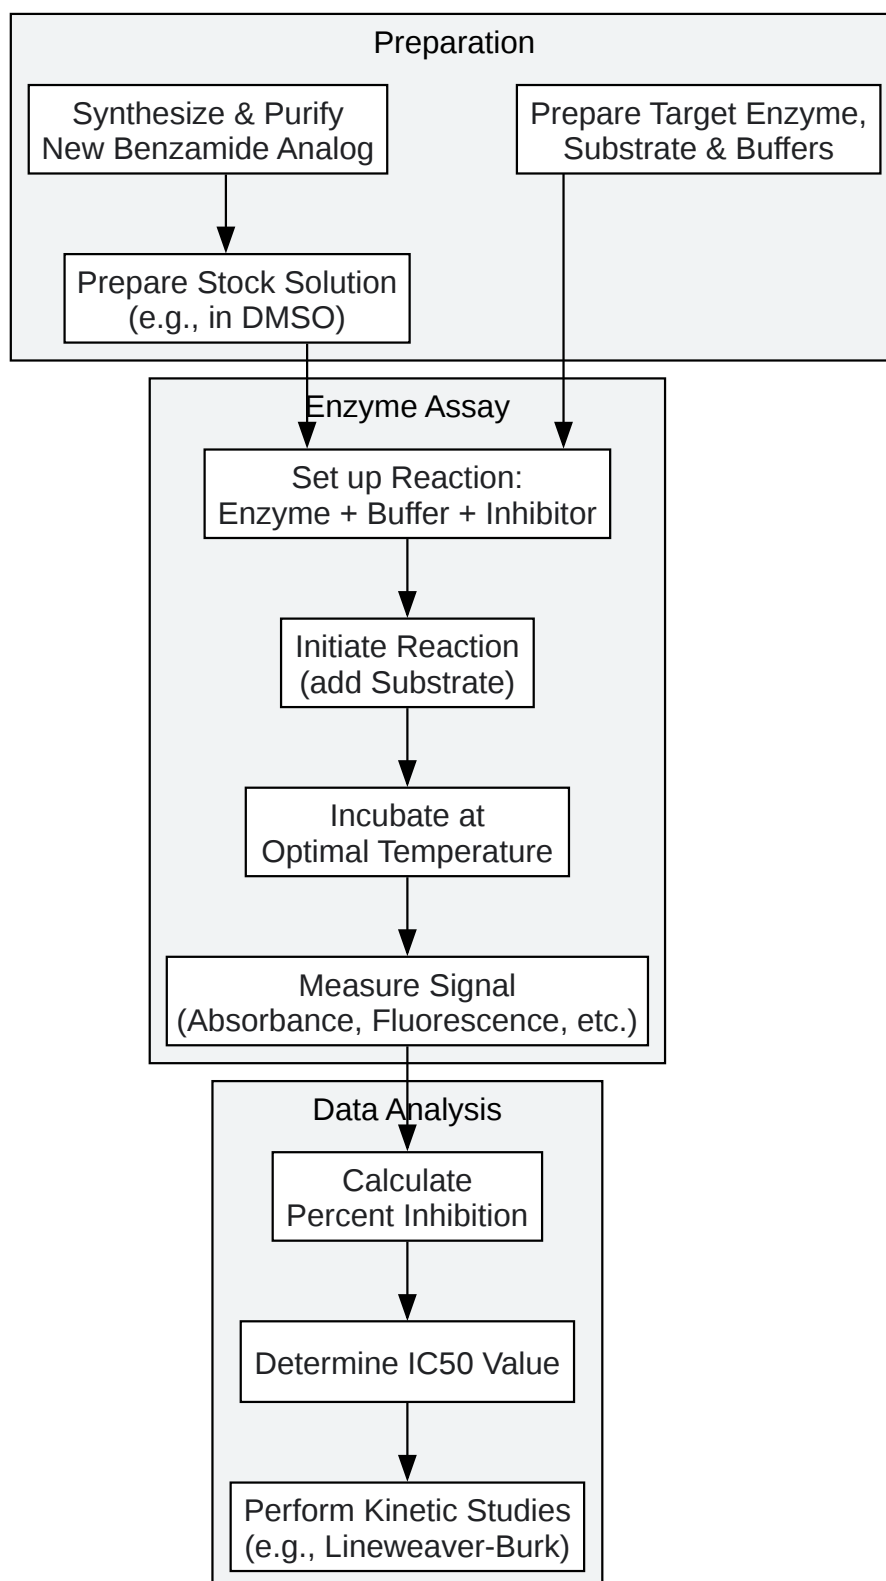 Preparation
Synthesize & Purify
New Benzamide Analog
Prepare Target Enzyme,
Substrate & Buffers
Prepare Stock Solution
(e.g., in DMSO)
Enzyme Assay
Set up Reaction:
Enzyme + Buffer + Inhibitor
Initiate Reaction
(add Substrate)
Incubate at
Optimal Temperature
Measure Signal
(Absorbance, Fluorescence, etc.)
Data Analysis
Calculate
Percent Inhibition
Determine IC50 Value
Perform Kinetic Studies
(e.g., Lineweaver-Burk)